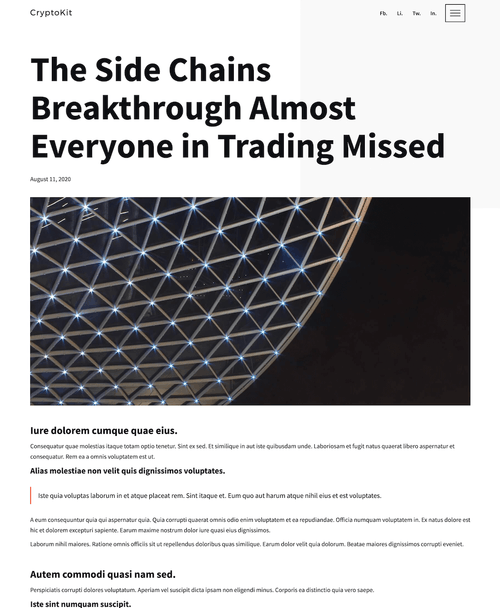 CryptoKit
Fb. Li. Tw. In.
The Side Chains
Breakthrough Almost
Everyone in Trading Missed
August 11, 2020
Iure dolorem cumque quae eius.
Consequatur quae molestias itaque totam optio tenetur. Sint ex sed. Et similique in aut iste quibusdam unde. Laboriosam et fugit natus quaerat libero aspernatur et
consequatur. Rem ea a omnis voluptatem est ut.
Alias molestiae non velit quis dignissimos voluptates.
Iste quia voluptas laborum in et atque placeat rem. Sint itaque et. Eum quo aut harum atque nihil eius et est voluptates.
A eum consequuntur quia qui aspernatur quia. Quia corrupti quaerat omnis odio enim voluptatem et ea repudiandae. Officia numquam voluptatem in. Ex natus dolore est
hic et dolorem excepturi sapiente. Earum maxime nostrum dolor iure quasi eius dignissimos.
Laborum nihil maiores. Ratione omnis officiis sit ut repellendus doloribus quas similique. Earum dolor velit quia dolorum. Beatae maiores dignissimos corrupti eveniet.
Autem commodi quasi nam sed.
Perspiciatis corrupti dolores voluptatum. Aperiam vel suscipit dicta ipsam non eligendi minus. Corporis ea distinctio quia vero saepe.
Iste sint numquam suscipit.